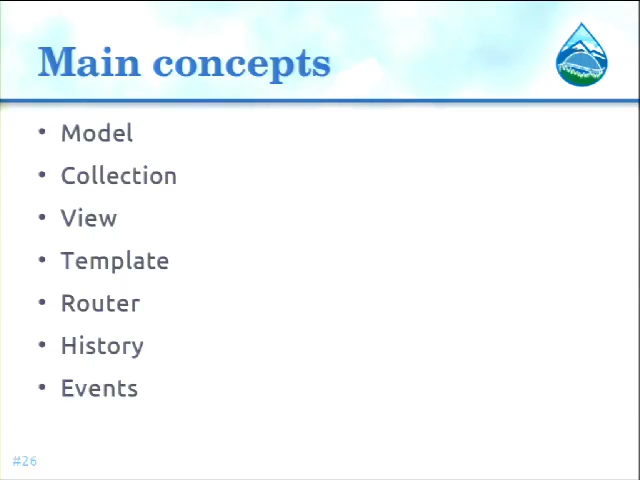 Main concepts
• Model
• Collection
• View
• Template
• Router
• History
• Events
#26